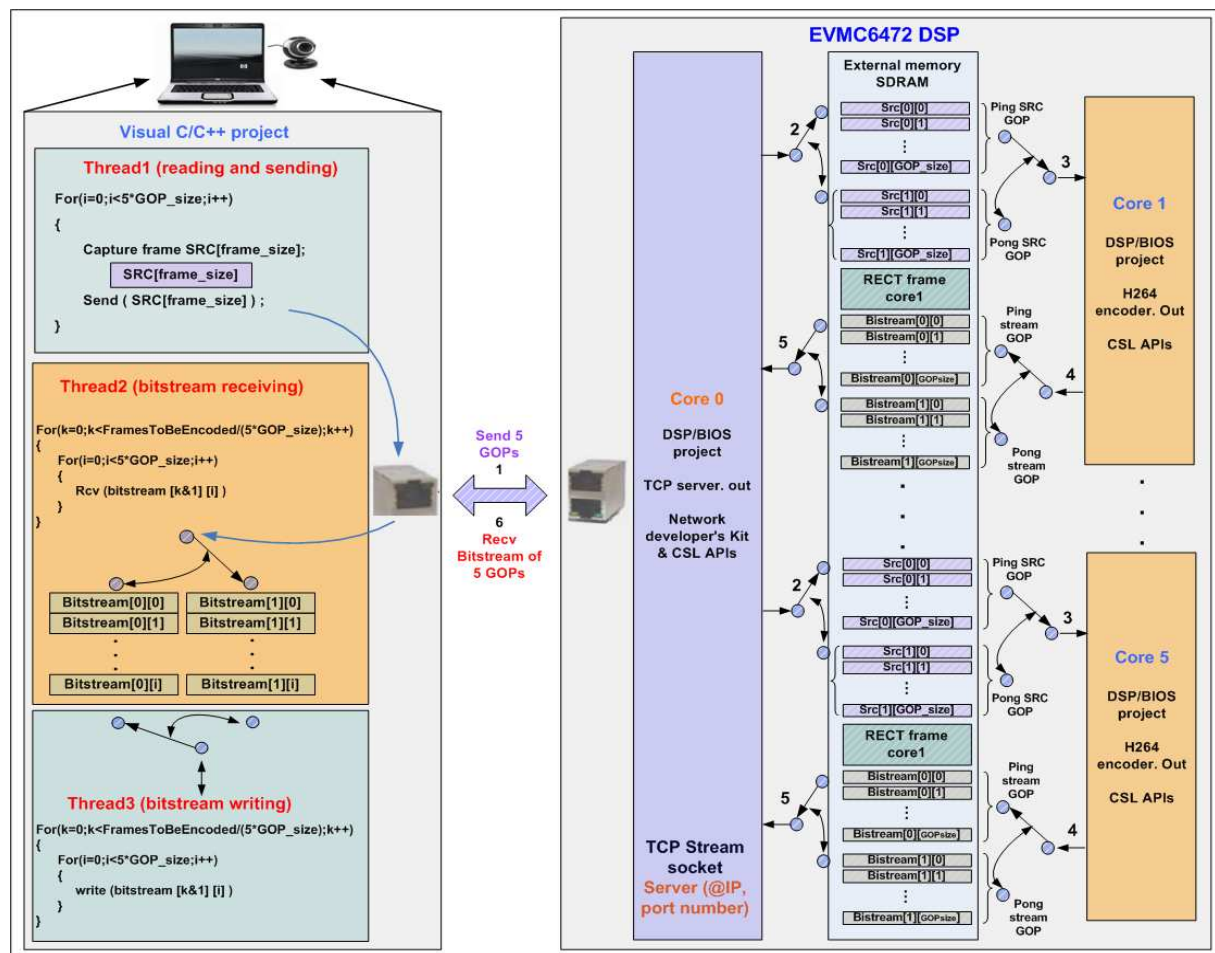 Visual C/C++ project
Thread1 (reading and sending)
For(i=0;i<5*GOP_size;i++)
{
Capture frame SRC[frame_size];
SRC[frame_size]
Send ( SRC[frame_size] ) ;
}
Thread2 (bitstream receiving)
For(k=0;k<FramesToBeEncoded/(5*GOP_size);k++)
{
For(i=0;i<5*GOP_size;i++)
{
Rcv (bitstream [k&1] [i] )
}
}
Bitstream[0][0]
Bitstream[0][1]
Bitstream[0][i]
Bitstream[1][0]
Bitstream[1][1]
Bitstream[1][i]
Thread3 (bitstream writing)
For(k=0;k<FramesToBeEncoded/(5*GOP_size);k++)
{
For(i=0;i<5*GOP_size;i++)
{
write (bitstream [k&1] [i] )
}
}
Send 5
GOPs
1
6
Recv
Bitstream of
5 GOPs
EVMC6472 DSP
Core 0
DSP/BIOS
project
TCP server. out
Network
developer's Kit
& CSL APIs
TCP Stream
socket
Server (@IP,
port number)
External memory
SDRAM
2
Src[0][0]
Src[0][1]
Src[0][GOP_size]
Src[1][0]
Src[1][1]
Src[1][GOP_size]
RECT frame
core1
5
Bistream[0][0]
Bistream[0][1]
Bistream[0][GOPsize]
Bistream[1][0]
Bistream[1][1]
Bistream[1][GOPsize]
Ping SRC
GOP
3
Pong SRC
GOP
Ping
stream
GOP
4
Pong
stream
GOP
Core 1
DSP/BIOS
project
H264
encoder. Out
CSL APIs
2
Src[0][0]
Src[0][1]
Src[0][GOP_size]
Src[1][0]
Src[1][1]
Src[1][GOP_size]
RECT frame
core1
5
Bistream[0][0]
Bistream[0][1]
Bistream[0][GOPsize]
Bistream[1][0]
Bistream[1][1]
Bistream[1][GOPsize]
Ping SRC
GOP
3
Pong SRC
GOP
Ping
stream
GOP
4
Pong
stream
GOP
Core 5
DSP/BIOS
project
H264
encoder. Out
CSL APIs